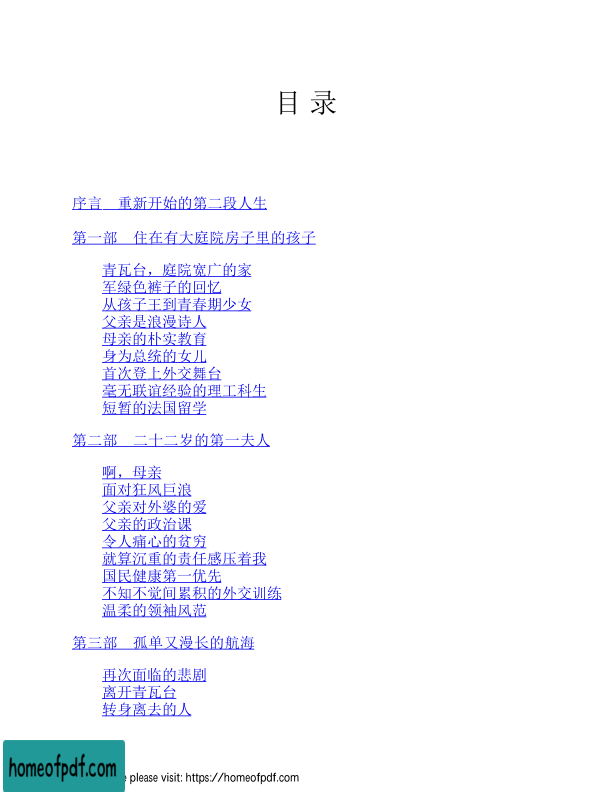 目 录
序言　重新开始的第二段人生
第一部　住在有大庭院房子里的孩子
青瓦台，庭院宽广的家
军绿色裤子的回忆
从孩子王到青春期少女
父亲是浪漫诗人
母亲的朴实教育
身为总统的女儿
首次登上外交舞台
毫无联谊经验的理工科生
短暂的法国留学
第二部　二十二岁的第一夫人
啊，母亲
面对狂风巨浪
父亲对外婆的爱
父亲的政治课
令人痛心的贫穷
就算沉重的责任感压着我
国民健康第一优先
不知不觉间累积的外交训练
温柔的领袖风范
第三部　孤单又漫长的航海
再次面临的悲剧
离开青瓦台
转身离去的人
homeofpdf.com
e please visit: https://homeofpdf.com